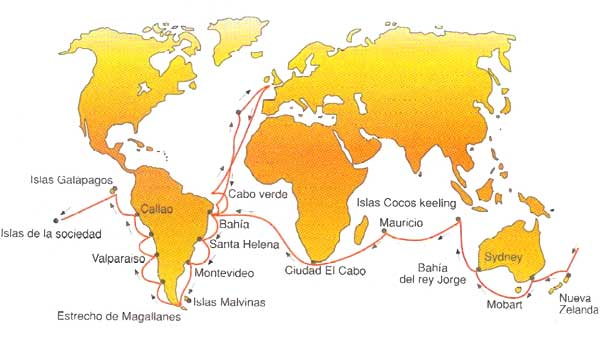 Islas Galapagos
Islas de la sociedad
Callao
Valparaiso
Estrecho de Magallanes
Cabo verde
Bahía
Santa Helena
Montevideo
Islas Malvinas
Ciudad El Cabo
Islas Cocos keeling
Mauricio
Bahía
del rey Jorge
Sydney
Mobart
Nueva
Zelanda